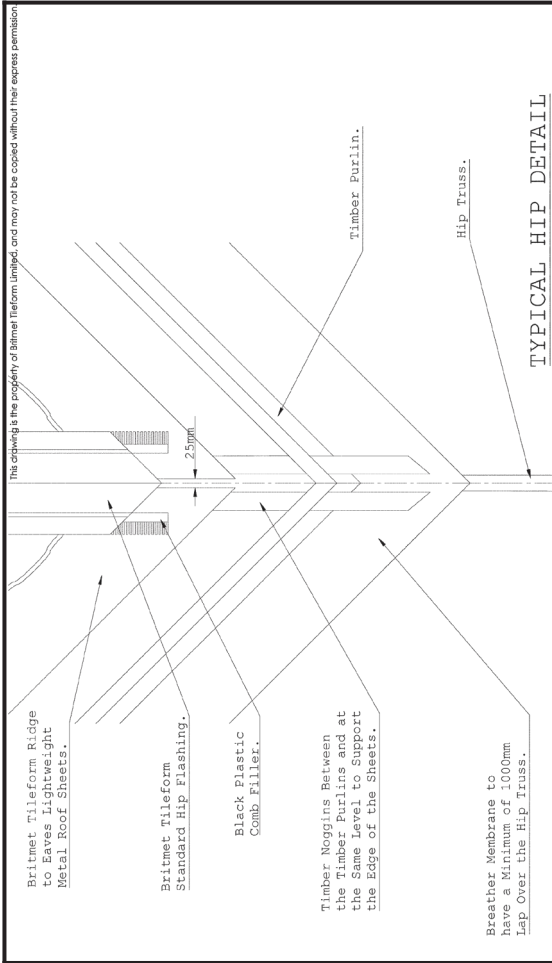 This drawing is the property of Britmet Tileform Limited, and may not be copied without their express permission.
Britmet Tileform Ridge
to Eaves Lightweight
Metal Roof Sheets.
Britmet Tileform
Standard Hip Flashing.
Black Plastic
Comb Filler.
Timber Noggins Between
the Timber Purlins and at
the Same Level to Support
the Edge of the Sheets.
Breather Membrane to
have a Minimum of 1000mm
Lap Over the Hip Truss.
25mm
Timber Purlin.
Hip Truss.
TYPICAL HIP DETAIL